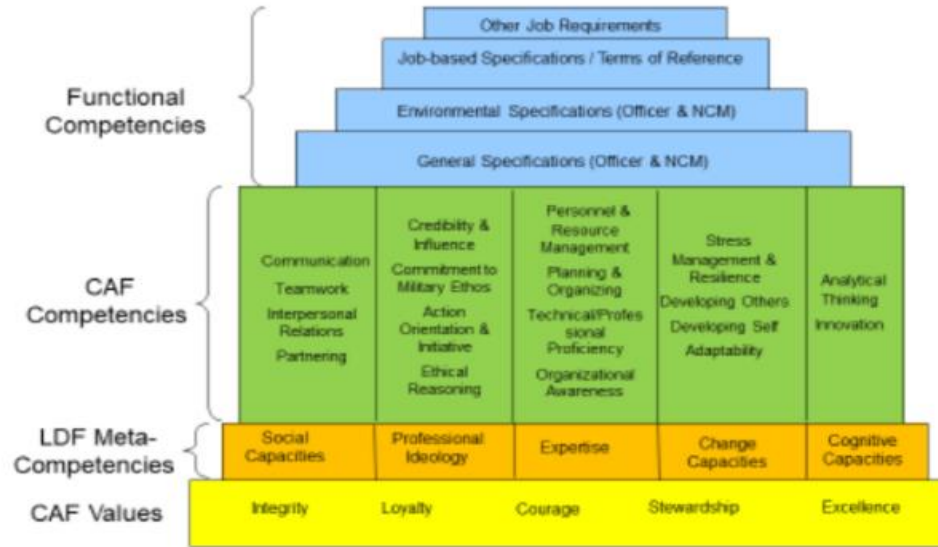 Other Job Requirements
Job-based Specifications / Terms of Reference
Functional
Competencies
Environmental Specifications (Officer & NCM)
General Specifications (Officer & NCM)
CAF
Competencies
Communication
Teamwork
Interpersonal
Relations
Partnering
Credibility &
Influence
Commitment to
Military Ethos
Action
Orientation &
Initiative
Ethical
Reasoning
Personnel &
Resource
Management
Planning &
Organizing
Technical/Profes
sional
Proficiency
Organizational
Awareness
Stress
Management &
Resilience
Developing Others
Developing Self
Adaptability
Analytical
Thinking
Innovation
LDF Meta-
Competencies
Social
Capacities
Professional
Ideology
Expertise
Change
Capacities
Cognitive
Capacities
CAF Values
Integrity
Loyalty
Courage
Stewardship
Excellence